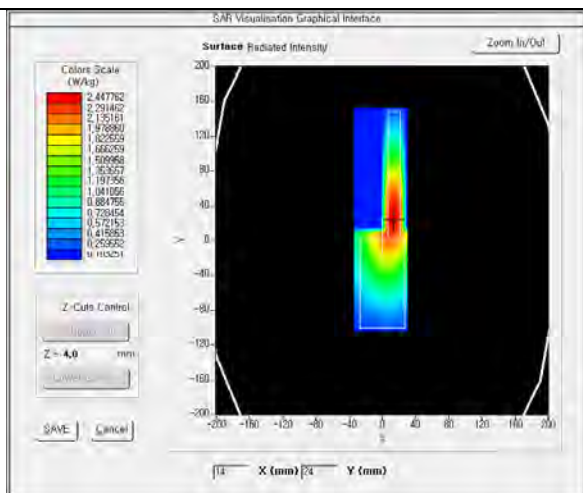 SAR Visualisation Graphical Interface
Surface Radiated Intensity
Zoom In/Out
Colors Scale
(W/kg)
2.447762
2.291462
2.135161
1.978860
1.822559
1.666259
1.509958
1.353657
1.197356
1.041056
0.884755
0.728454
0.572153
0.415853
0.259552
0.103251
200
160
120
80
40
0
-40
-80
-120
-160
-200
Y
-200 -160 -120 -80 -40 0 40 80 120 160 200
X
Z-Cuts Control
Z = 4.0 mm
SAVE Cancel
14 X (mm) 24 Y (mm)